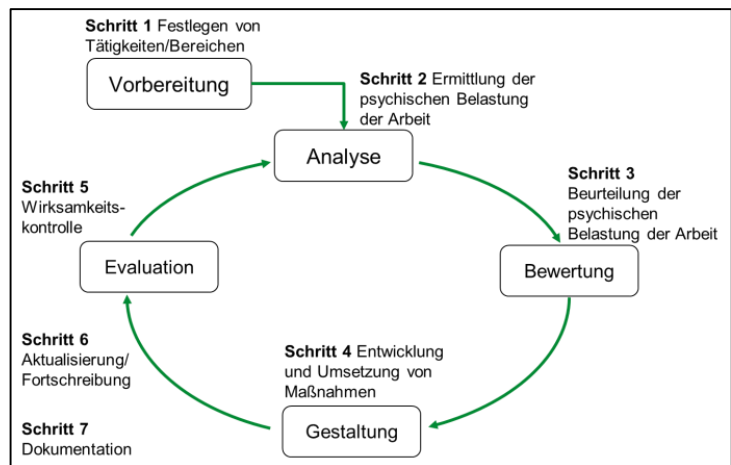 Schritt 1 Festlegen von
Tätigkeiten/Bereichen
Vorbereitung
Schritt 2 Ermittlung der
psychischen Belastung
der Arbeit
Analyse
Schritt 3
Beurteilung der
psychischen
Belastung der Arbeit
Bewertung
Schritt 4 Entwicklung
und Umsetzung von
Maßnahmen
Gestaltung
Schritt 5
Wirksamkeits-
kontrolle
Evaluation
Schritt 6
Aktualisierung/
Fortschreibung
Schritt 7
Dokumentation